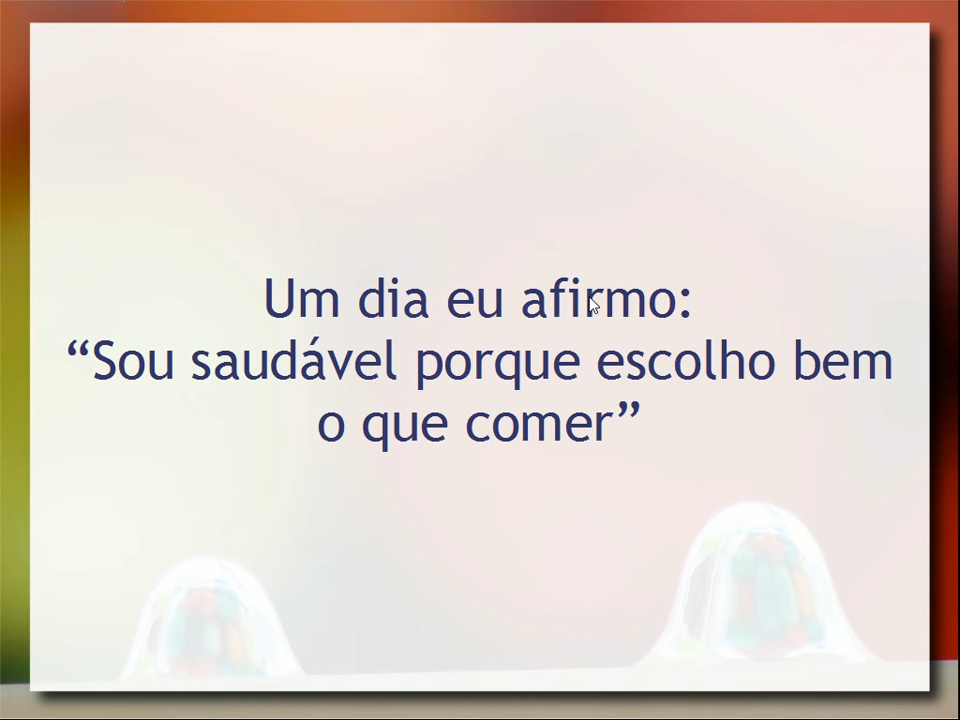 Um dia eu afirmo:
“Sou saudável porque escolho bem
o que comer”